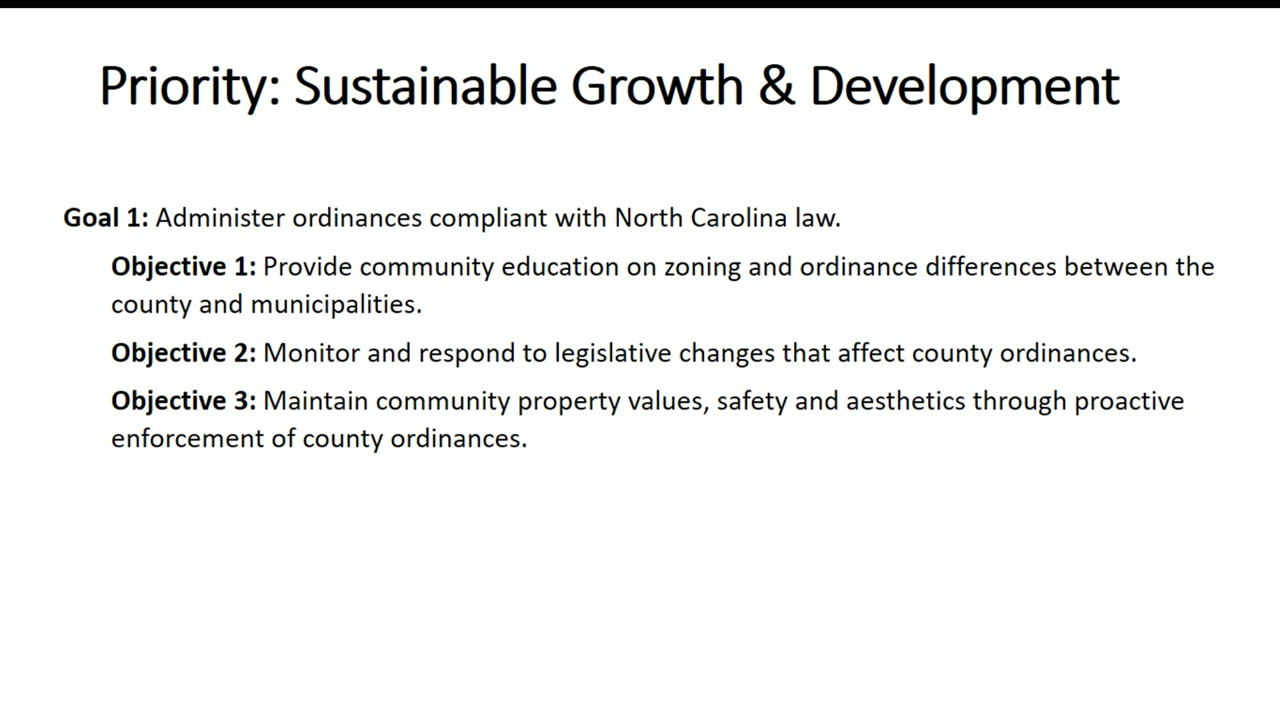 Priority: Sustainable Growth & Development
Goal 1: Administer ordinances compliant with North Carolina law.
Objective 1: Provide community education on zoning and ordinance differences between the
county and municipalities.
Objective 2: Monitor and respond to legislative changes that affect county ordinances.
Objective 3: Maintain community property values, safety and aesthetics through proactive
enforcement of county ordinances.